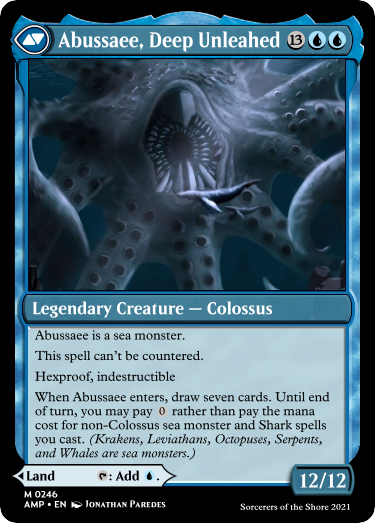 Abussaee, Deep Unleahed 13
Legendary Creature — Colossus
Abussaee is a sea monster.
This spell can't be countered.
Hexproof, indestructible
When Abussaee enters, draw seven cards. Until end
of turn, you may pay 0 rather than pay the mana
cost for non-Colossus sea monster and Shark spells
you cast. (Krakens, Leviathans, Octopuses, Serpents,
and Whales are sea monsters.)
Land : Add .
12/12
M 0246
AMP • EN Jonathan Paredes
Sorcerers of the Shore 2021